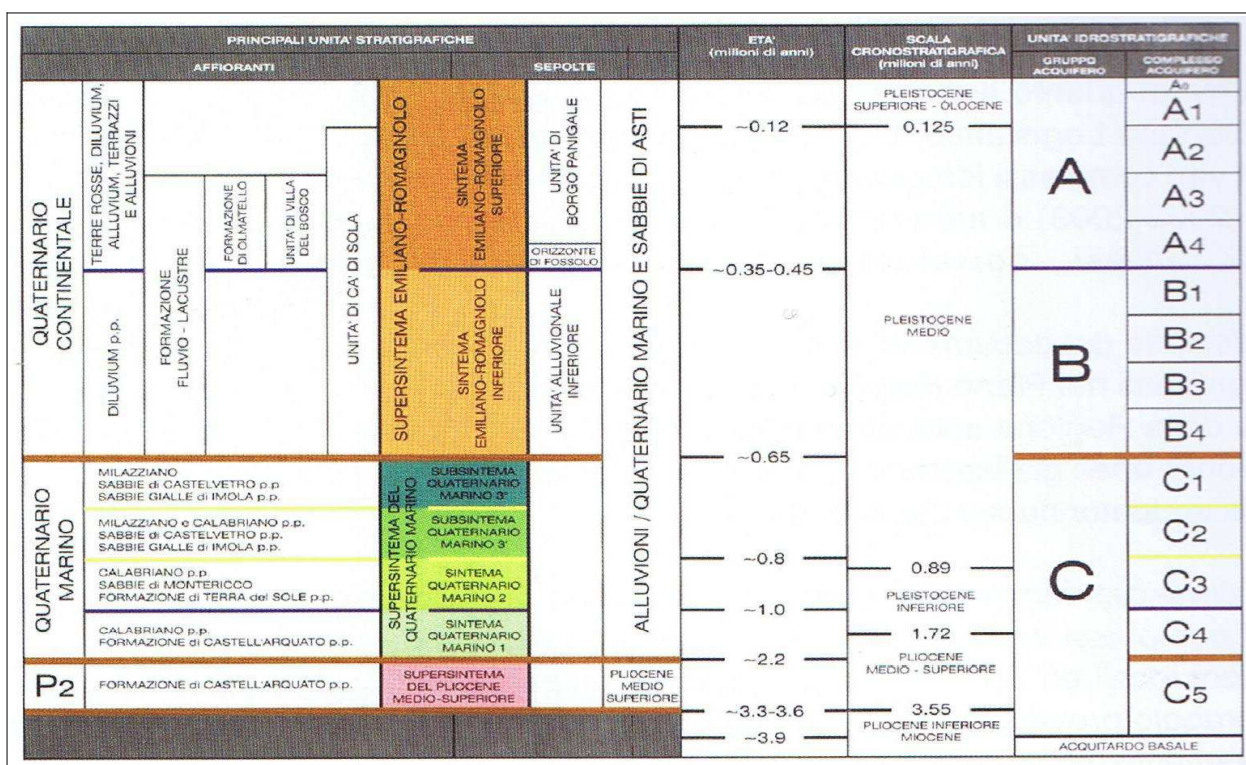 PRINCIPALI UNITA' STRATIGRAFICHE
AFFIORANTI
SEPOLTE
ETA'
(milioni di anni)
SCALA
CRONOSTRATIGRAFICA
(milioni di anni)
UNITA' IDROSTRATIGRAFICHE
GRUPPO
ACQUIFERO
COMPLESSO
ACQUIFERO
QUATERNARIO
CONTINENTALE
TERRE ROSSE, DILUVIUM,
ALLUVIUM, TERRAZZI
E ALLUVIONI
DILUVIUM p.p.
FORMAZIONE
FLUVIO - LACUSTRE
FORMAZIONE
DI OLMATELLO
UNITA' DI VILLA
DEL BOSCO
UNITA' DI CA' DI SOLA
SUPERSINTEMA EMILIANO-ROMAGNOLO
SINTEMA
EMILIANO-ROMAGNOLO
SUPERIORE
SINTEMA
EMILIANO-ROMAGNOLO
INFERIORE
UNITA' DI
BORGO PANIGALE
ORIZZONTE
DI FOSSOLO
UNITA' ALLUVIONALE
INFERIORE
ALLUVIONI / QUATERNARIO MARINO E SABBIE DI ASTI
QUATERNARIO
MARINO
MILAZZIANO
SABBIE di CASTELVETRO p.p
SABBIE GIALLE di IMOLA p.p.
MILAZZIANO e CALABRIANO p.p.
SABBIE di CASTELVETRO p.p.
SABBIE GIALLE di IMOLA p.p.
CALABRIANO p.p
SABBIE di MONTERICCO
FORMAZIONE di TERRA del SOLE p.p.
CALABRIANO p.p.
FORMAZIONE di CASTELL'ARQUATO p.p.
SUPERSINTEMA DEL
QUATERNARIO MARINO
SUBSINTEMA
QUATERNARIO
MARINO 3"
SUBSINTEMA
QUATERNARIO
MARINO 3'
SINTEMA
QUATERNARIO
MARINO 2
SINTEMA
QUATERNARIO
MARINO 1
P2
FORMAZIONE di CASTELL'ARQUATO p.p.
SUPERSINTEMA
DEL PLIOCENE
MEDIO-SUPERIORE
PLIOCENE
MEDIO
SUPERIORE
~0.12
~0.35-0.45
~0.65
~0.8
~1.0
~2.2
~3.3-3.6
~3.9
PLEISTOCENE
SUPERIORE - OLOCENE
0.125
PLEISTOCENE
MEDIO
0.89
PLEISTOCENE
INFERIORE
1.72
PLIOCENE
MEDIO - SUPERIORE
3.55
PLIOCENE INFERIORE
MIOCENE
A
B
C
A0
A1
A2
A3
A4
B1
B2
B3
B4
C1
C2
C3
C4
C5
ACQUITARDO BASALE